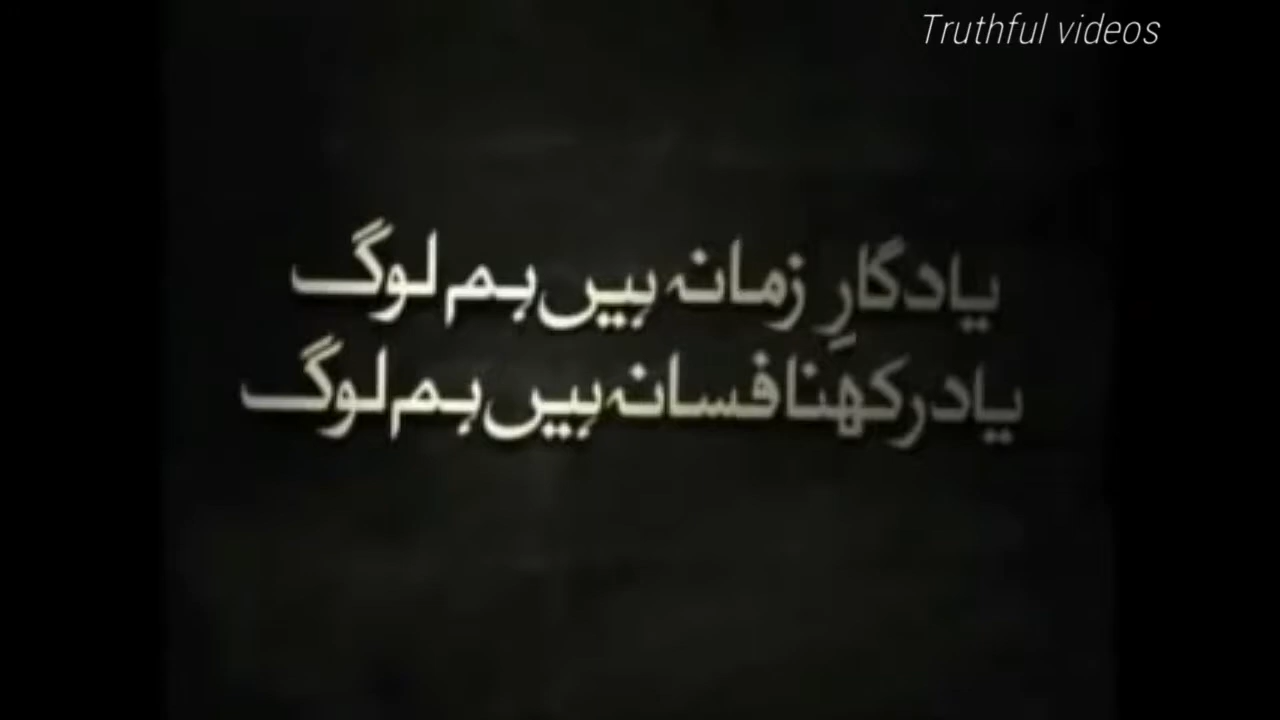 Truthful videos
یادگارِ زمانہ ہیں ہم لوگ
یاد رکھنا فسانہ ہیں ہم لوگ